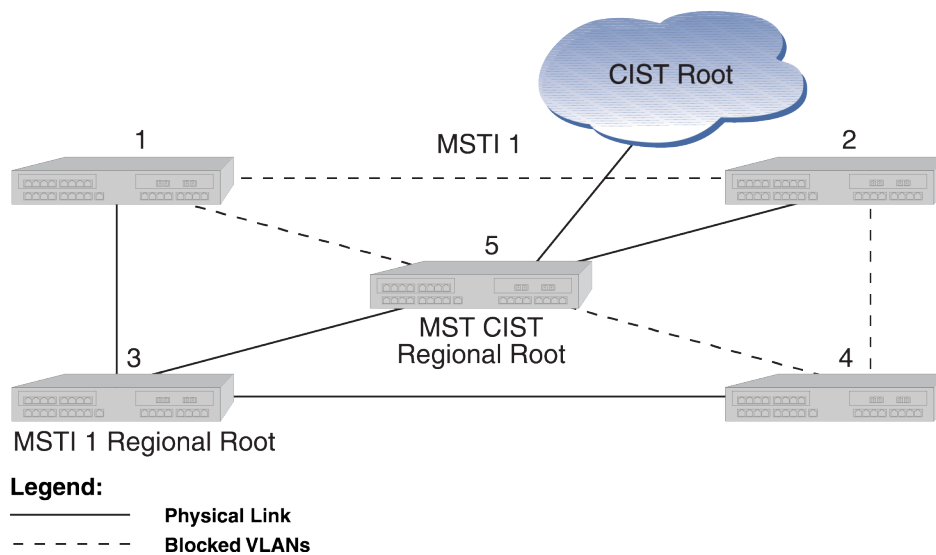 CIST Root
1
MSTI 1
2
5
MST CIST
Regional Root
3
4
MSTI 1 Regional Root
Legend:
Physical Link
Blocked VLANs